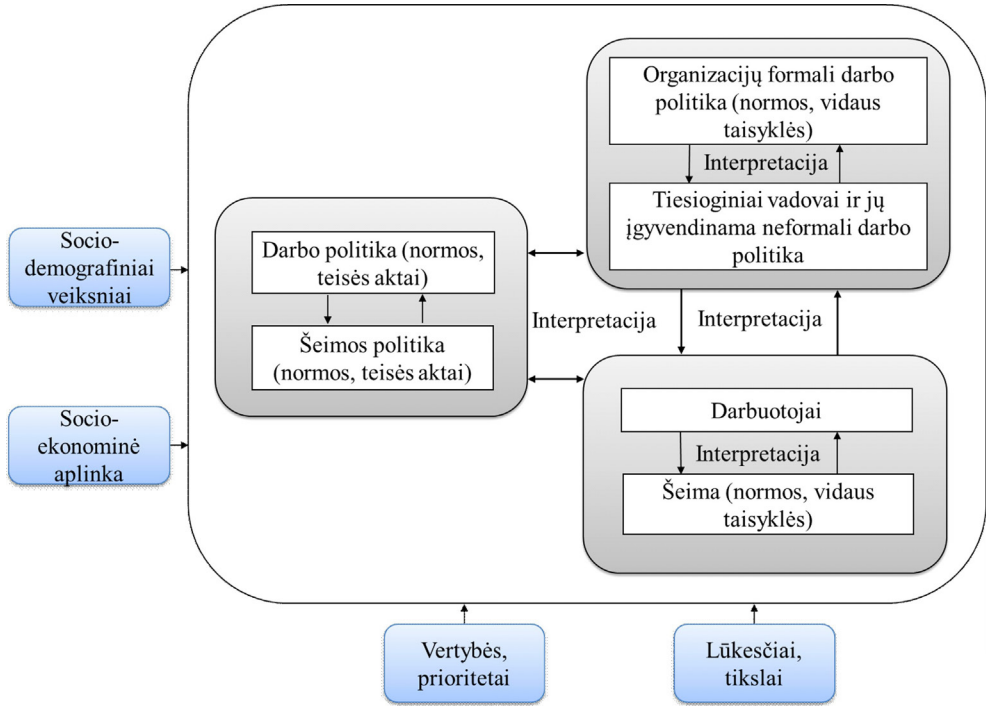 Organizacijų formali darbo
politika (normos, vidaus
taisyklės)
Interpretacija
Tiesioginiai vadovai ir jų
įgyvendinama neformali darbo
politika
Darbo politika (normos,
teisės aktai)
Šeimos politika
(normos, teisės aktai)
Socio-
demografiniai
veiksniai
Interpretacija
Interpretacija
Socio-
ekonominė
aplinka
Darbuotojai
Interpretacija
Šeima (normos, vidaus
taisyklės)
Vertybės,
prioritetai
Lūkesčiai,
tikslai